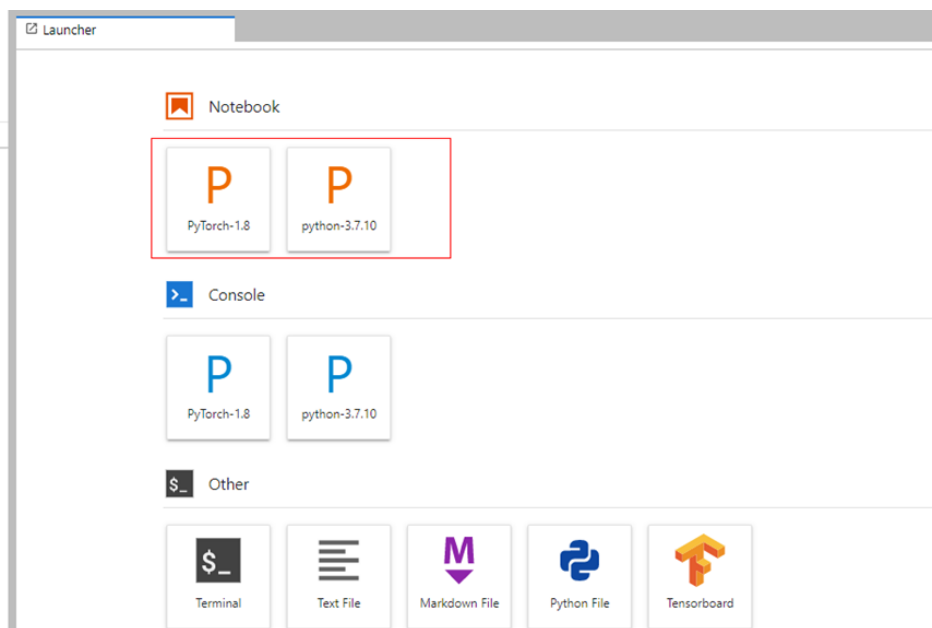 Launcher
Notebook
P P
PyTorch-1.8 python-3.7.10
Console
P P
PyTorch-1.8 python-3.7.10
$_ Other
$_ M
Terminal Text File Markdown File Python File Tensorboard